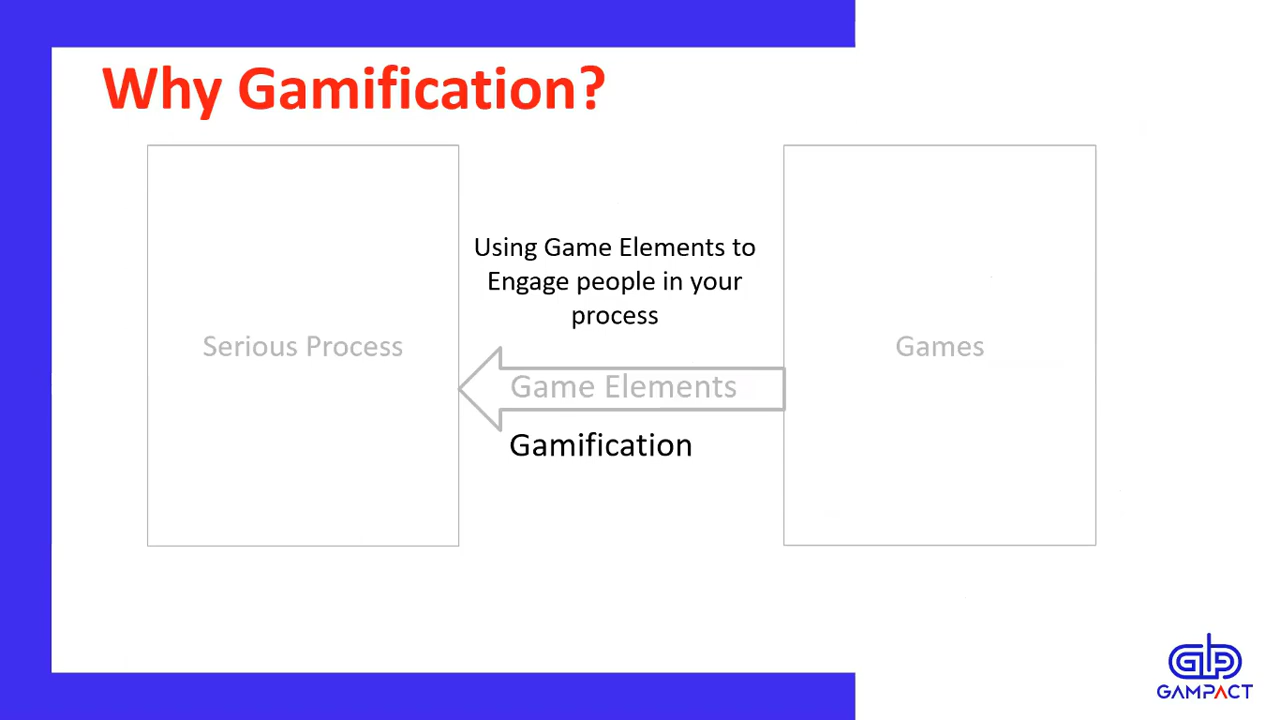 Why Gamification?
Using Game Elements to
Engage people in your
process
Serious Process
Games
Game Elements
Gamification
GAMPACT